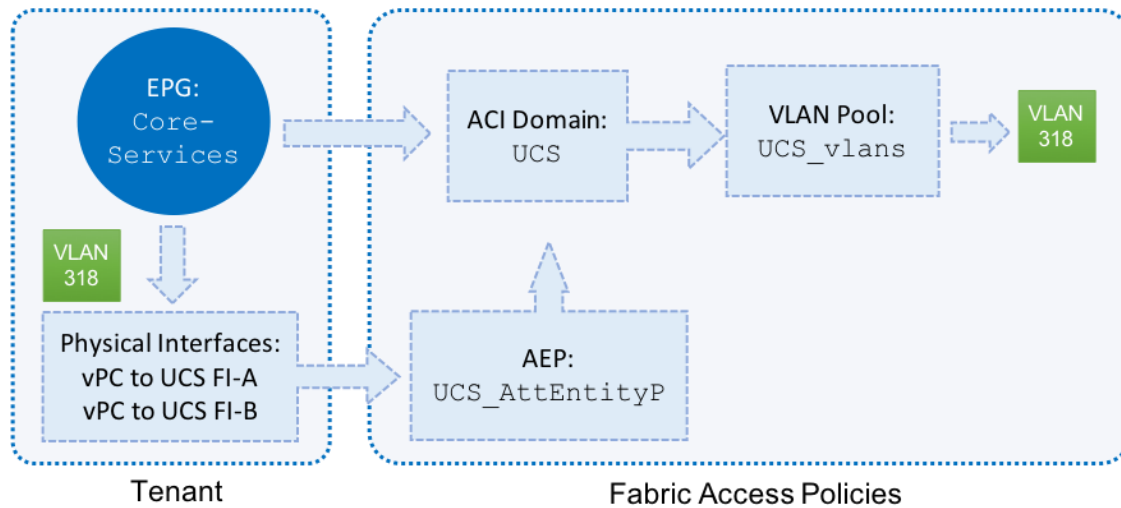 EPG:
Core-
Services
ACI Domain:
UCS
VLAN Pool:
UCS_vlans
VLAN
318
VLAN
318
Physical Interfaces:
vPC to UCS FI-A
vPC to UCS FI-B
AEP:
UCS_AttEntityP
Tenant
Fabric Access Policies